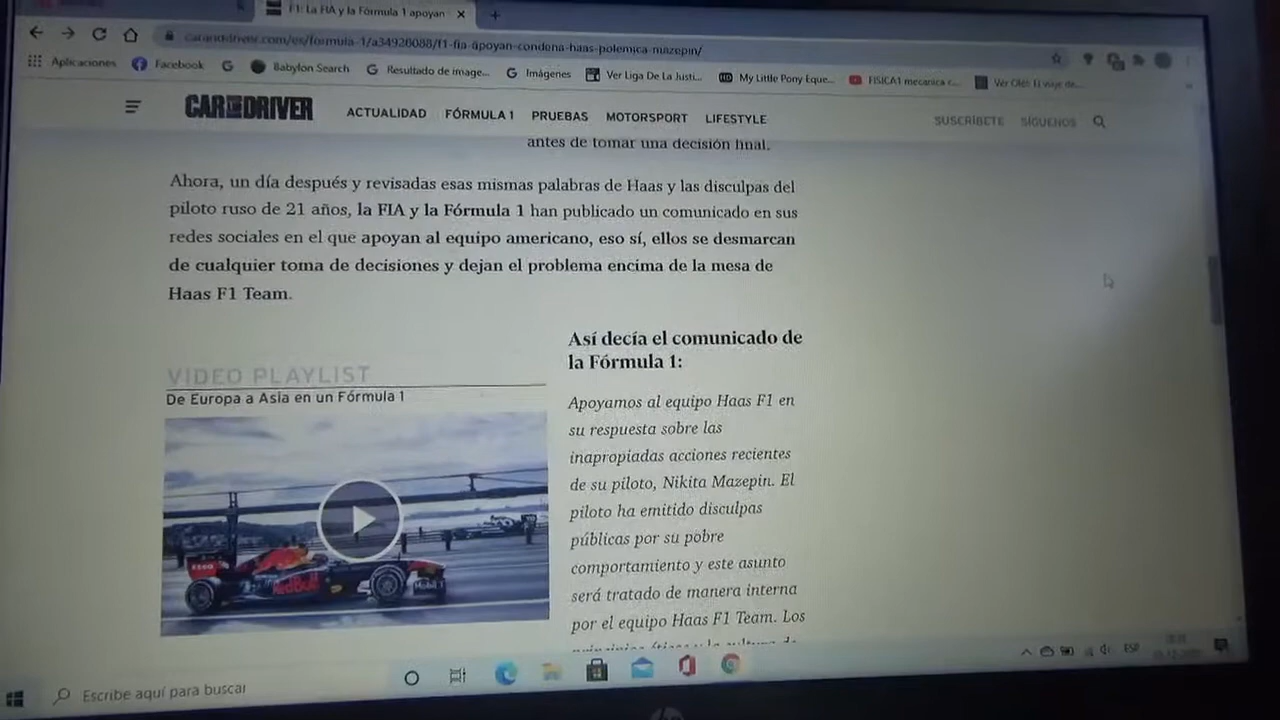 F1: La FIA y la Fórmula 1 apoyan
caranddriver.com/es/formula-1/a34926088/f1-fia-apoyan-condena-haas-polemica-mazepin/
Aplicaciones Facebook Babylon Search Resultado de image... Imágenes Ver Liga De La Justi... My Little Pony Eque... FISICA1 mecanica c...
CAR AND DRIVER ACTUALIDAD FÓRMULA 1 PRUEBAS MOTORSPORT LIFESTYLE SUSCRÍBETE SÍGUENOS
antes de tomar una decisión final.
Ahora, un día después y revisadas esas mismas palabras de Haas y las disculpas del
piloto ruso de 21 años, la FIA y la Fórmula 1 han publicado un comunicado en sus
redes sociales en el que apoyan al equipo americano, eso sí, ellos se desmarcan
de cualquier toma de decisiones y dejan el problema encima de la mesa de
Haas F1 Team.
VIDEO PLAYLIST
De Europa a Asia en un Fórmula 1
Red Bull
Mobil 1
Así decía el comunicado de
la Fórmula 1:
Apoyamos al equipo Haas F1 en
su respuesta sobre las
inapropiadas acciones recientes
de su piloto, Nikita Mazepin. El
piloto ha emitido disculpas
públicas por su pobre
comportamiento y este asunto
será tratado de manera interna
por el equipo Haas F1 Team. Los
Escribe aquí para buscar
ESP
hp